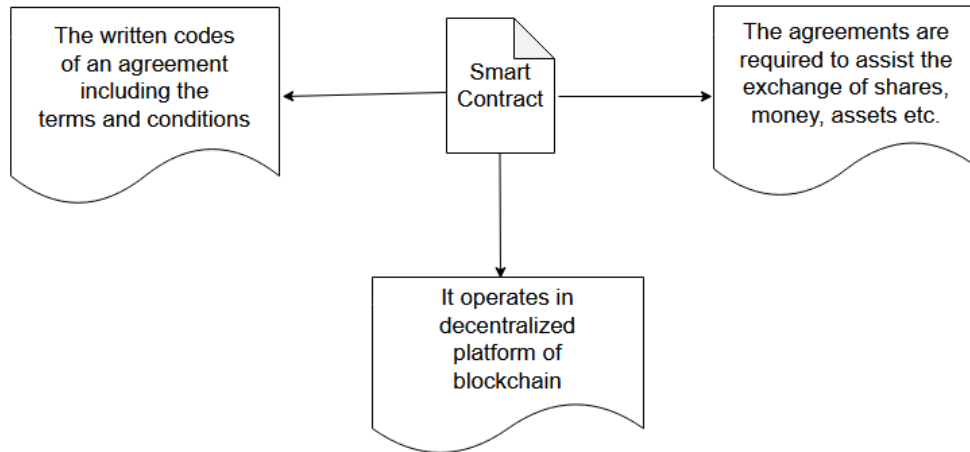 The written codes
of an agreement
including the
terms and conditions
Smart
Contract
The agreements are
required to assist the
exchange of shares,
money, assets etc.
It operates in
decentralized
platform of
blockchain